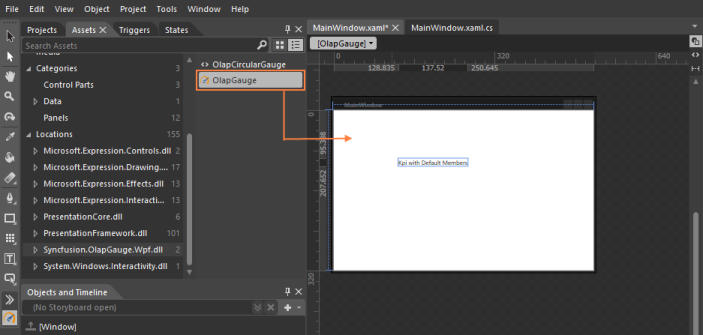 File Edit View Object Project Tools Window Help
Projects Assets Triggers States
Search Assets
Media
Categories 3
Control Parts 3
Data 1
Panels 12
Locations 155
Microsoft.Expression.Controls.dll 2
Microsoft.Expression.Drawing.... 17
Microsoft.Expression.Effects.dll 13
Microsoft.Expression.Interacti... 13
PresentationCore.dll 6
PresentationFramework.dll 101
Syncfusion.OlapGauge.Wpf.dll 2
System.Windows.Interactivity.dll 1
OlapCircularGauge
OlapGauge
Objects and Timeline
(No Storyboard open)
[Window]
MainWindow.xaml* MainWindow.xaml.cs
[OlapGauge]
0 320 640
128.835 137.52 250.645
0
95.338
207.652
320
MainWindow
Kpi with Default Members